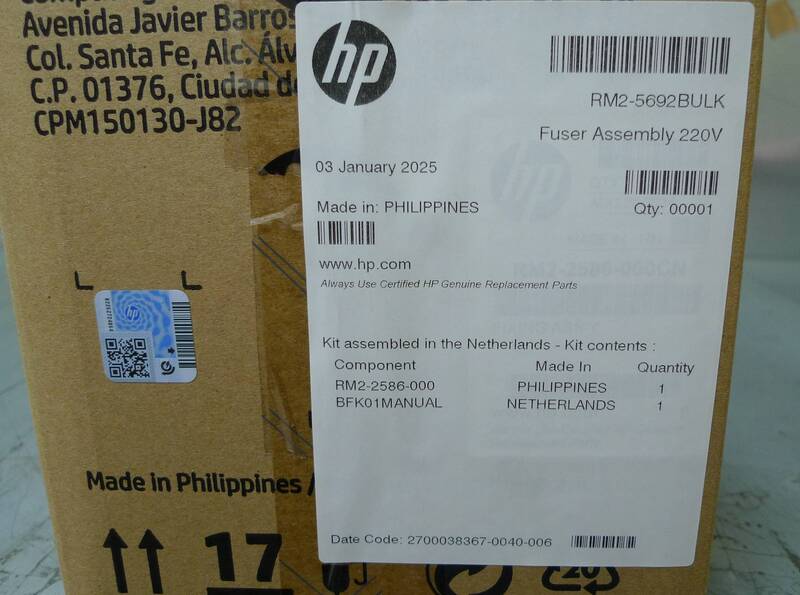 Avenida Javier Barros
Col. Santa Fe, Alc. Álv
C.P. 01376, Ciudad de
CPM150130-J82
hp
RM2-5692BULK
Fuser Assembly 220V
03 January 2025
Made in: PHILIPPINES
Qty: 00001
www.hp.com
Always Use Certified HP Genuine Replacement Parts
Kit assembled in the Netherlands - Kit contents :
Component Made In Quantity
RM2-2586-000 PHILIPPINES 1
BFK01MANUAL NETHERLANDS 1
Date Code: 2700038367-0040-006
hp
Made in Philippines /
17
20